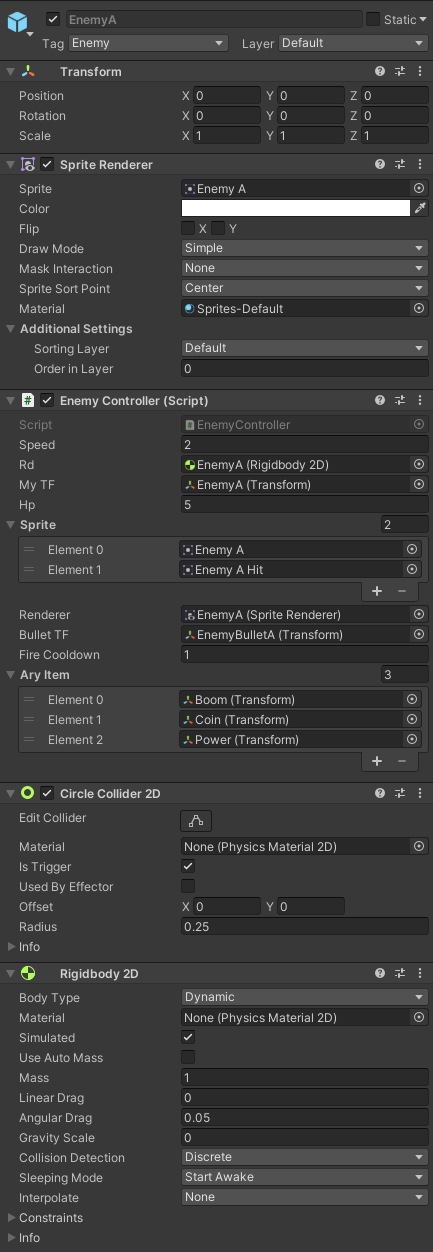 EnemyA Static
Tag Enemy Layer Default
Transform
Position X 0 Y 0 Z 0
Rotation X 0 Y 0 Z 0
Scale X 1 Y 1 Z 1
Sprite Renderer
Sprite Enemy A
Color
Flip X Y
Draw Mode Simple
Mask Interaction None
Sprite Sort Point Center
Material Sprites-Default
Additional Settings
Sorting Layer Default
Order in Layer 0
Enemy Controller (Script)
Script EnemyController
Speed 2
Rd EnemyA (Rigidbody 2D)
My TF EnemyA (Transform)
Hp 5
Sprite 2
Element 0 Enemy A
Element 1 Enemy A Hit
Renderer EnemyA (Sprite Renderer)
Bullet TF EnemyBulletA (Transform)
Fire Cooldown 1
Ary Item 3
Element 0 Boom (Transform)
Element 1 Coin (Transform)
Element 2 Power (Transform)
Circle Collider 2D
Edit Collider
Material None (Physics Material 2D)
Is Trigger
Used By Effector
Offset X 0 Y 0
Radius 0.25
Info
Rigidbody 2D
Body Type Dynamic
Material None (Physics Material 2D)
Simulated
Use Auto Mass
Mass 1
Linear Drag 0
Angular Drag 0.05
Gravity Scale 0
Collision Detection Discrete
Sleeping Mode Start Awake
Interpolate None
Constraints
Info